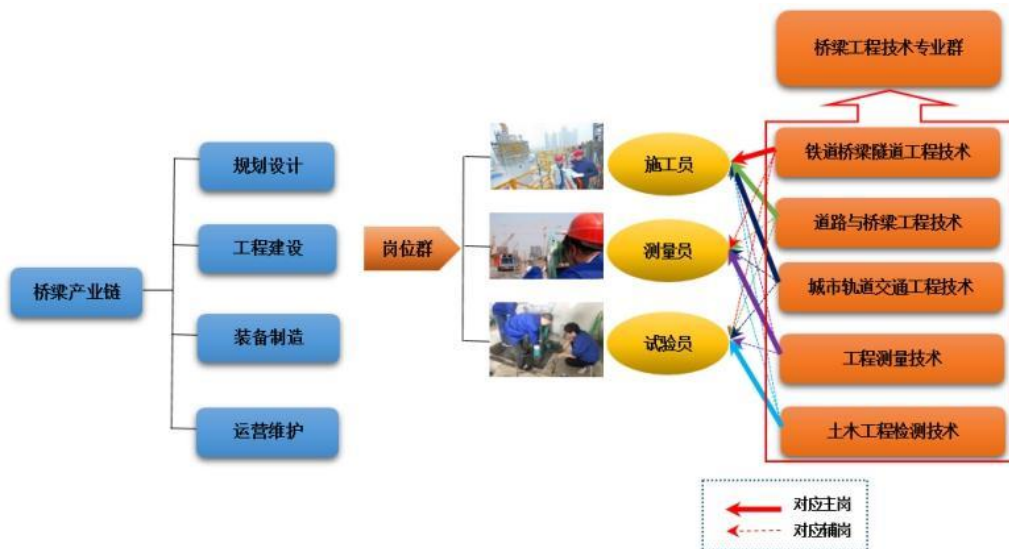 桥梁工程技术专业群
桥梁产业链
规划设计
工程建设
装备制造
运营维护
岗位群
施工员
测量员
试验员
铁道桥梁隧道工程技术
道路与桥梁工程技术
城市轨道交通工程技术
工程测量技术
土木工程检测技术
对应主岗
对应辅岗